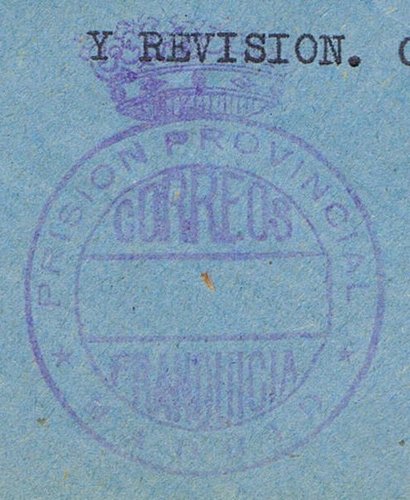 Y REVISION.
PRISION PROVINCIAL
CORREOS
FRANQUICIA